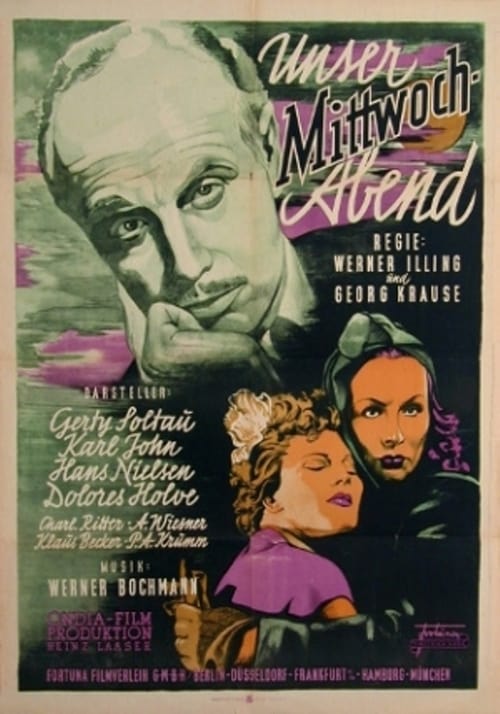 Unser
Mittwoch-
Abend
REGIE:
WERNER ILLING
und
GEORG KRAUSE
DARSTELLER:
Gerty Soltau
Karl John
Hans Nielsen
Dolores Holve
Charl. Ritter · A. Wiesner
Klaus Becker · P.A. Krumm
MUSIK:
WERNER BOCHMANN
ONDIA-FILM
PRODUKTION
HEINZ LAASER
FORTUNA FILMVERLEIH G·M·B·H · BERLIN - DÜSSELDORF - FRANKFURT - HAMBURG - MÜNCHEN